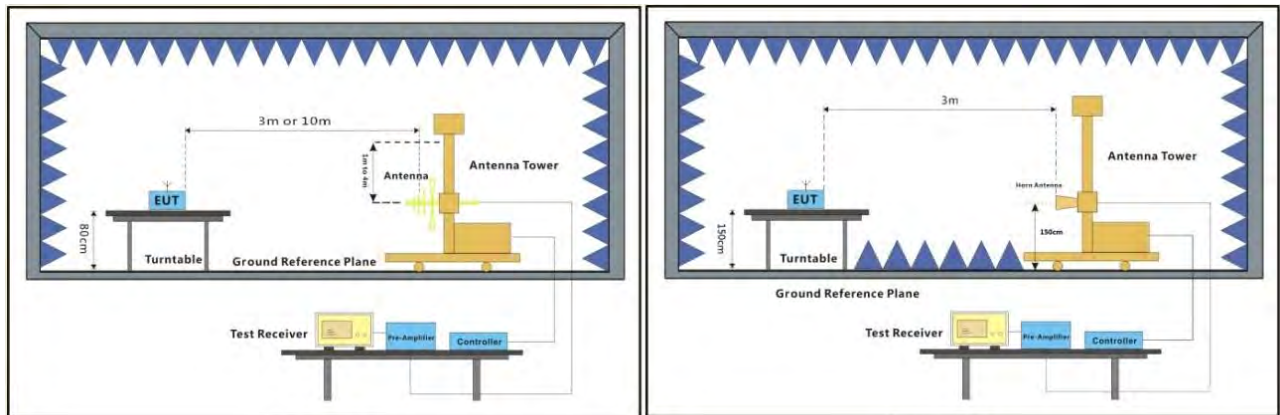 3m or 10m
1m to 4m
Antenna
Antenna Tower
EUT
80cm
Turntable
Ground Reference Plane
Test Receiver
Pre-Amplifier
Controller
3m
Antenna Tower
Horn Antenna
EUT
150cm
150cm
Turntable
Ground Reference Plane
Test Receiver
Pre-Amplifier
Controller